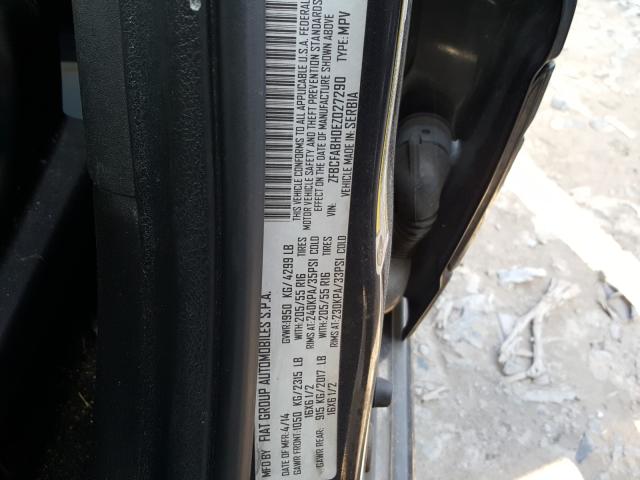 MFD BY FIAT GROUP AUTOMOBILES S.P.A.
DATE OF MFR: 4/14 GVWR: 1950 KG/4299 LB
GAWR FRONT: 1050 KG/2315 LB WITH: 205/55 R16 TIRES
16X6 1/2 RIMS AT: 240KPA/35PSI COLD
GAWR REAR: 915 KG/2017 LB WITH: 205/55 R16 TIRES
16X6 1/2 RIMS AT: 230KPA/33PSI COLD
THIS VEHICLE CONFORMS TO ALL APPLICABLE U.S.A. FEDERAL
MOTOR VEHICLE SAFETY AND THEFT PREVENTION STANDARDS
EFFECT ON THE DATE OF MANUFACTURE SHOWN ABOVE
VIN: ZFBCFABH0EZ027290 TYPE: MPV
VEHICLE MADE IN: SERBIA